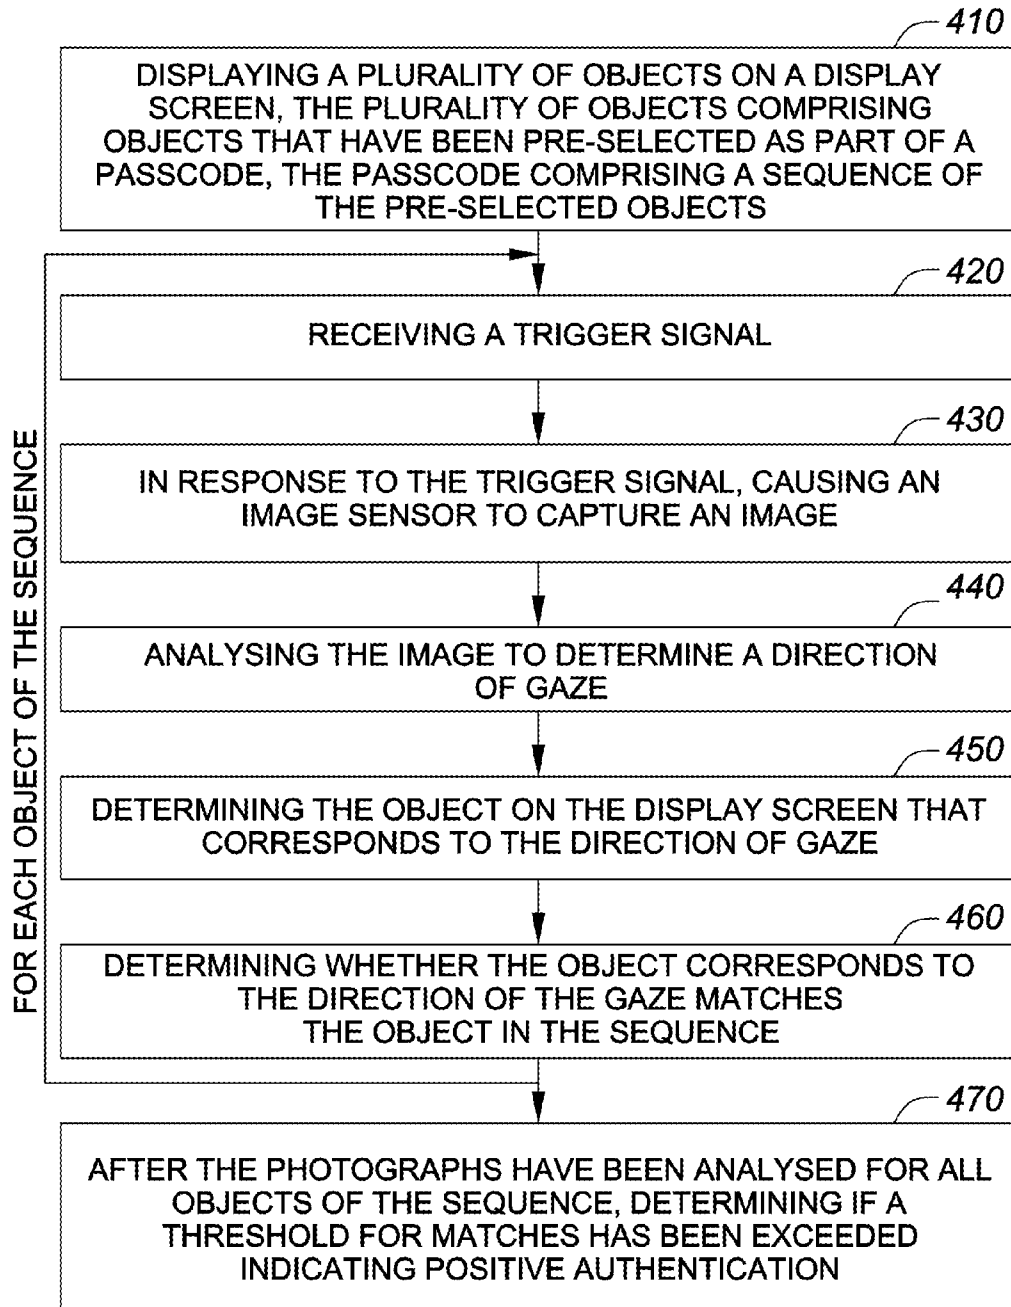 410
DISPLAYING A PLURALITY OF OBJECTS ON A DISPLAY
SCREEN, THE PLURALITY OF OBJECTS COMPRISING
OBJECTS THAT HAVE BEEN PRE-SELECTED AS PART OF A
PASSCODE, THE PASSCODE COMPRISING A SEQUENCE OF
THE PRE-SELECTED OBJECTS
420
RECEIVING A TRIGGER SIGNAL
430
IN RESPONSE TO THE TRIGGER SIGNAL, CAUSING AN
IMAGE SENSOR TO CAPTURE AN IMAGE
440
ANALYSING THE IMAGE TO DETERMINE A DIRECTION
OF GAZE
450
DETERMINING THE OBJECT ON THE DISPLAY SCREEN THAT
CORRESPONDS TO THE DIRECTION OF GAZE
460
DETERMINING WHETHER THE OBJECT CORRESPONDS TO
THE DIRECTION OF THE GAZE MATCHES
THE OBJECT IN THE SEQUENCE
FOR EACH OBJECT OF THE SEQUENCE
470
AFTER THE PHOTOGRAPHS HAVE BEEN ANALYSED FOR ALL
OBJECTS OF THE SEQUENCE, DETERMINING IF A
THRESHOLD FOR MATCHES HAS BEEN EXCEEDED
INDICATING POSITIVE AUTHENTICATION